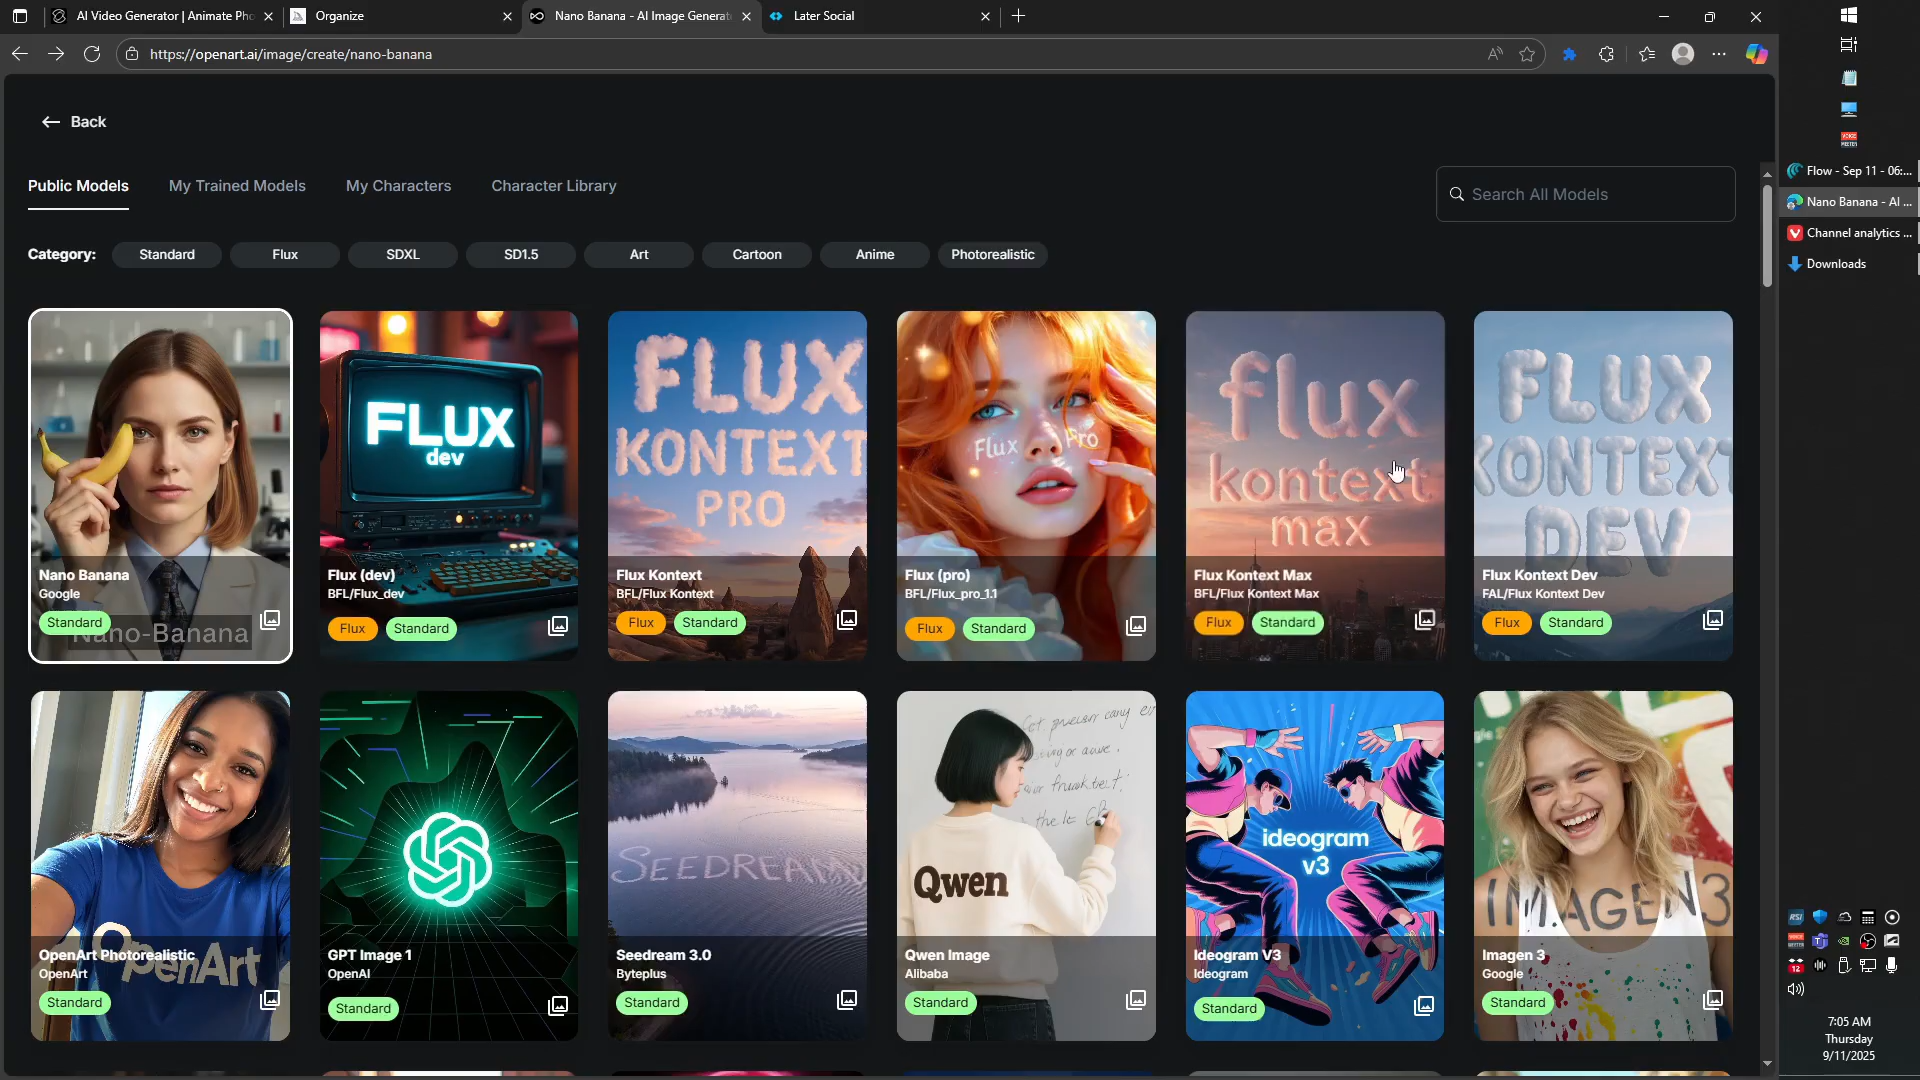 AI Video Generator | Animate Pho
Organize
Nano Banana - AI Image Generat
Later Social
https://openart.ai/image/create/nano-banana
Back
Public Models
My Trained Models
My Characters
Character Library
Search All Models
Category:
Standard
Flux
SDXL
SD1.5
Art
Cartoon
Anime
Photorealistic
Nano Banana
Google
Standard
Nano-Banana
FLUX
dev
Flux (dev)
BFL/Flux_dev
Flux
Standard
FLUX
KONTEXT
PRO
Flux Kontext
BFL/Flux Kontext
Flux
Standard
Flux Pro
Flux (pro)
BFL/Flux_pro_1.1
Flux
Standard
flux
kontext
max
Flux Kontext Max
BFL/Flux Kontext Max
Flux
Standard
FLUX
KONTEXT
DEV
Flux Kontext Dev
FAL/Flux Kontext Dev
Flux
Standard
OpenArt
OpenArt Photorealistic
OpenArt
Standard
GPT Image 1
OpenAI
Standard
SEEDREAM
Seedream 3.0
Byteplus
Standard
Qwen
Qwen Image
Alibaba
Standard
ideogram
v3
Ideogram V3
Ideogram
Standard
IMAGEN3
Imagen 3
Google
Standard
Flow - Sep 11 - 06:...
Nano Banana - AI ...
Channel analytics ...
Downloads
7:05 AM
Thursday
9/11/2025